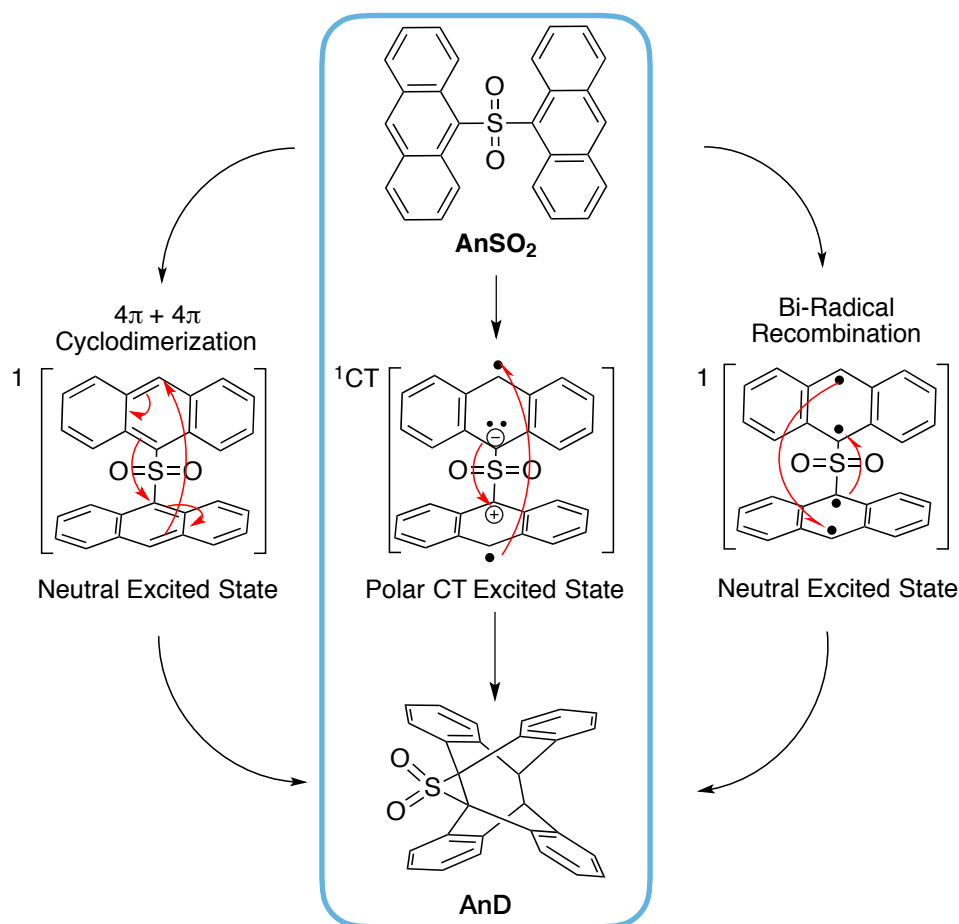 O
S
O
AnSO₂
4π + 4π
Cyclodimerization
Bi-Radical
Recombination
1
O=S=O
Neutral Excited State
¹CT
−
O=S=O
+
Polar CT Excited State
1
O=S=O
Neutral Excited State
O
S
O
AnD